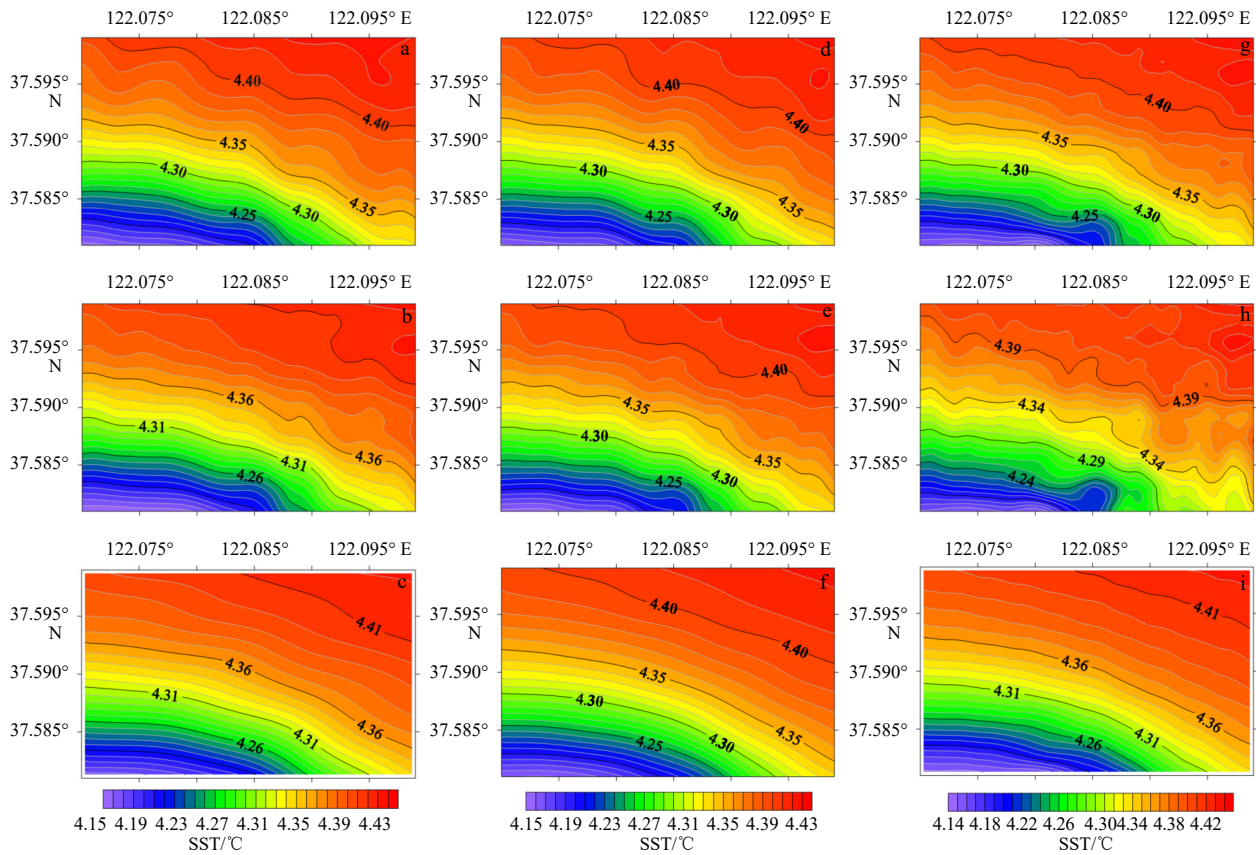 122.075° 122.085° 122.095° E 122.075° 122.085° 122.095° E 122.075° 122.085° 122.095° E
a d g
37.595° 4.40 37.595° 4.40 37.595°
N N N 4.40
4.40 4.40
37.590° 4.35 37.590° 4.35 37.590° 4.35
4.30 4.30 4.30
37.585° 4.25 4.30 4.35 37.585° 4.25 4.30 4.35 37.585° 4.25 4.30 4.35
122.075° 122.085° 122.095° E 122.075° 122.085° 122.095° E 122.075° 122.085° 122.095° E
b e h
37.595° 37.595° 37.595° 4.39
N N 4.40 N
37.590° 4.36 37.590° 4.35 37.590° 4.34 4.39
4.31 4.30
37.585° 4.26 4.31 4.36 37.585° 4.25 4.30 4.35 37.585° 4.24 4.29 4.34
122.075° 122.085° 122.095° E 122.075° 122.085° 122.095° E 122.075° 122.085° 122.095° E
c f i
37.595° 4.41 37.595° 4.40 37.595° 4.41
N N 4.40 N
37.590° 4.36 37.590° 4.35 37.590° 4.36
4.31 4.30 4.31
37.585° 4.26 4.31 4.36 37.585° 4.25 4.30 4.35 37.585° 4.26 4.31 4.36
4.15 4.19 4.23 4.27 4.31 4.35 4.39 4.43 4.15 4.19 4.23 4.27 4.31 4.35 4.39 4.43 4.14 4.18 4.22 4.26 4.30 4.34 4.38 4.42
SST/℃ SST/℃ SST/℃